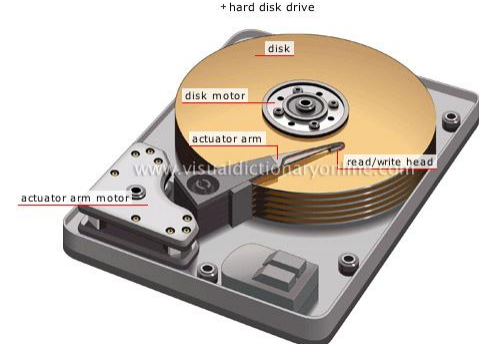 +hard disk drive
disk
disk motor
actuator arm
read/write head
www.visualdictionaryonline.com
actuator arm motor